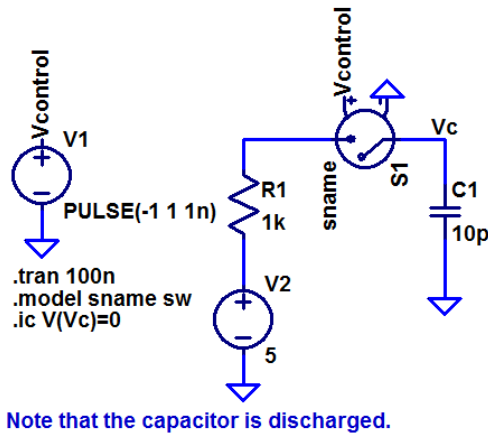 Vcontrol
V1
PULSE(-1 1 1n)
.tran 100n
.model sname sw
.ic V(Vc)=0
R1
1k
V2
5
Vcontrol
sname
S1
Vc
C1
10p
Note that the capacitor is discharged.